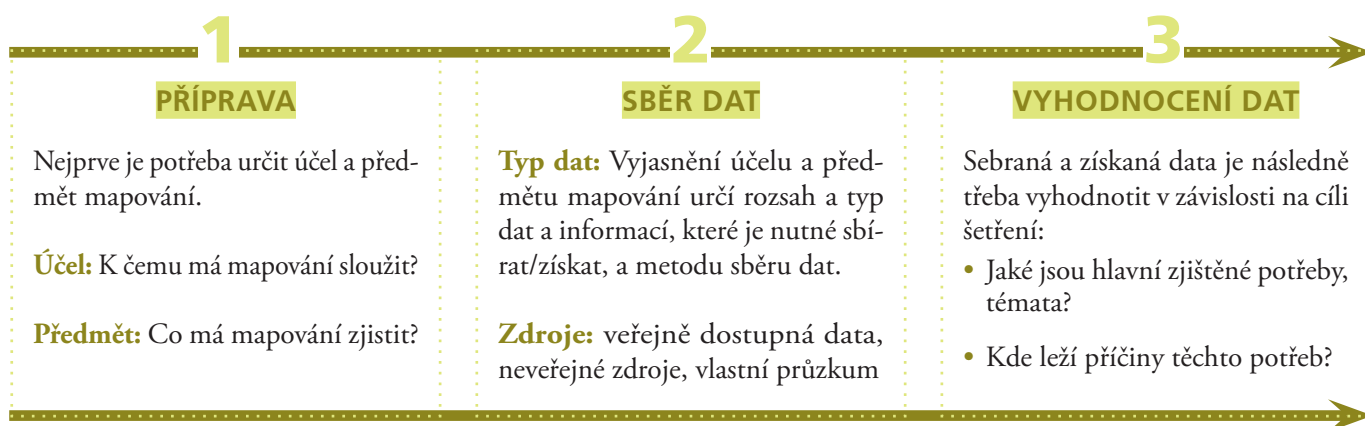 1
PŘÍPRAVA
Nejprve je potřeba určit účel a před-
mět mapování.
Účel: K čemu má mapování sloužit?
Předmět: Co má mapování zjistit?
2
SBĚR DAT
Typ dat: Vyjasnění účelu a před-
mětu mapování určí rozsah a typ
dat a informací, které je nutné sbí-
rat/získat, a metodu sběru dat.
Zdroje: veřejně dostupná data,
neveřejné zdroje, vlastní průzkum
3
VYHODNOCENÍ DAT
Sebraná a získaná data je následně
třeba vyhodnotit v závislosti na cíli
šetření:
• Jaké jsou hlavní zjištěné potřeby,
témata?
• Kde leží příčiny těchto potřeb?